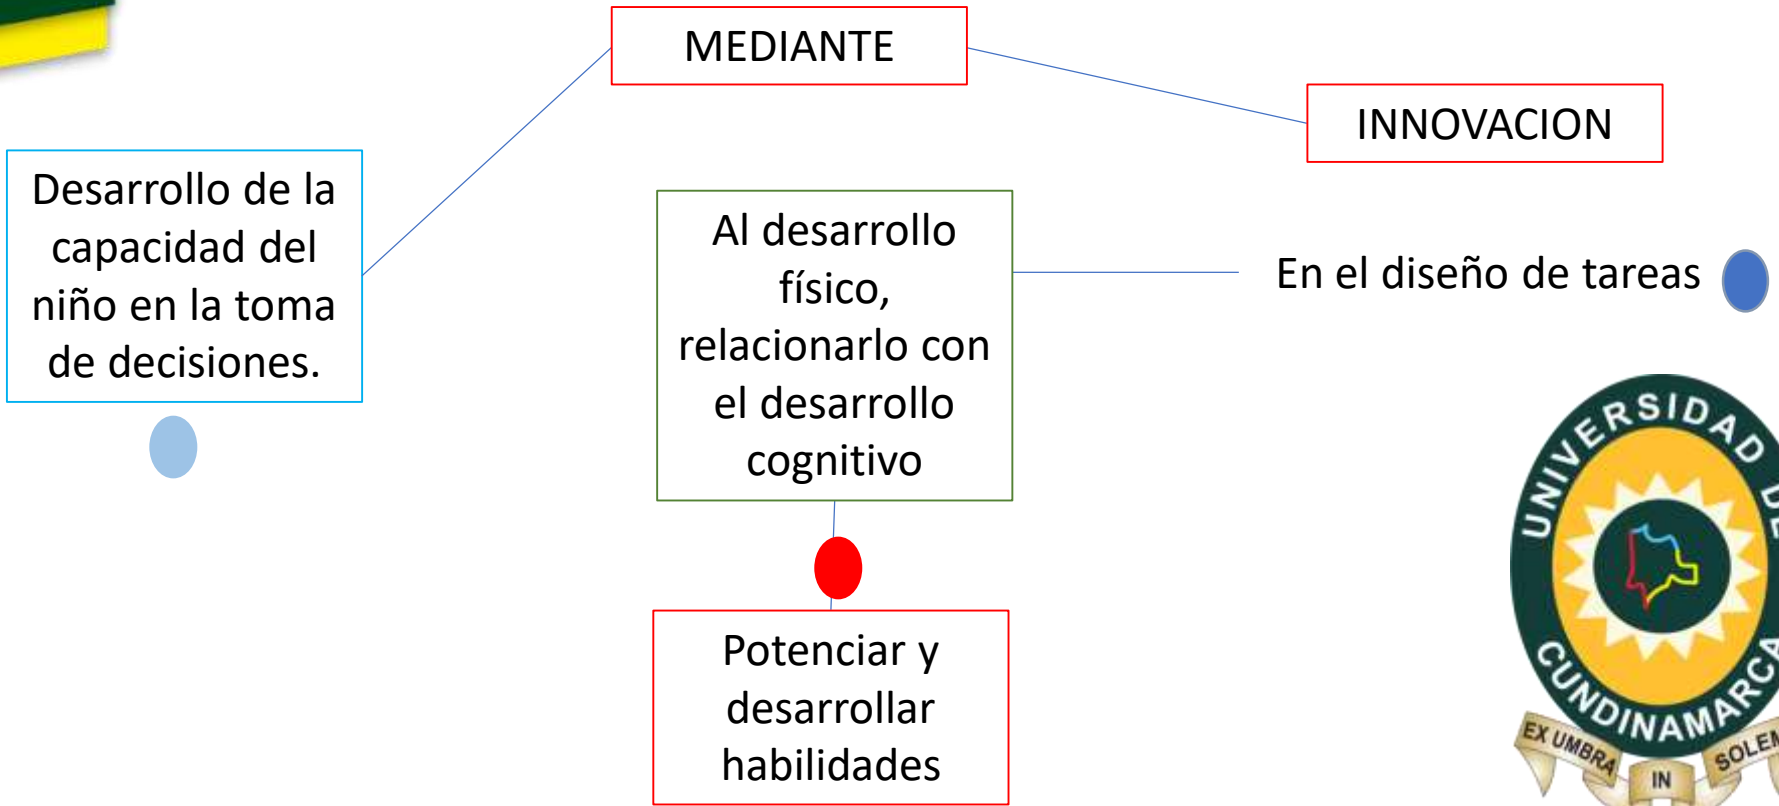 MEDIANTE
INNOVACION
Desarrollo de la
capacidad del
niño en la toma
de decisiones.
Al desarrollo
físico,
relacionarlo con
el desarrollo
cognitivo
En el diseño de tareas
Potenciar y
desarrollar
habilidades
UNIVERSIDAD DE
CUNDINAMARCA
EX UMBRA
IN